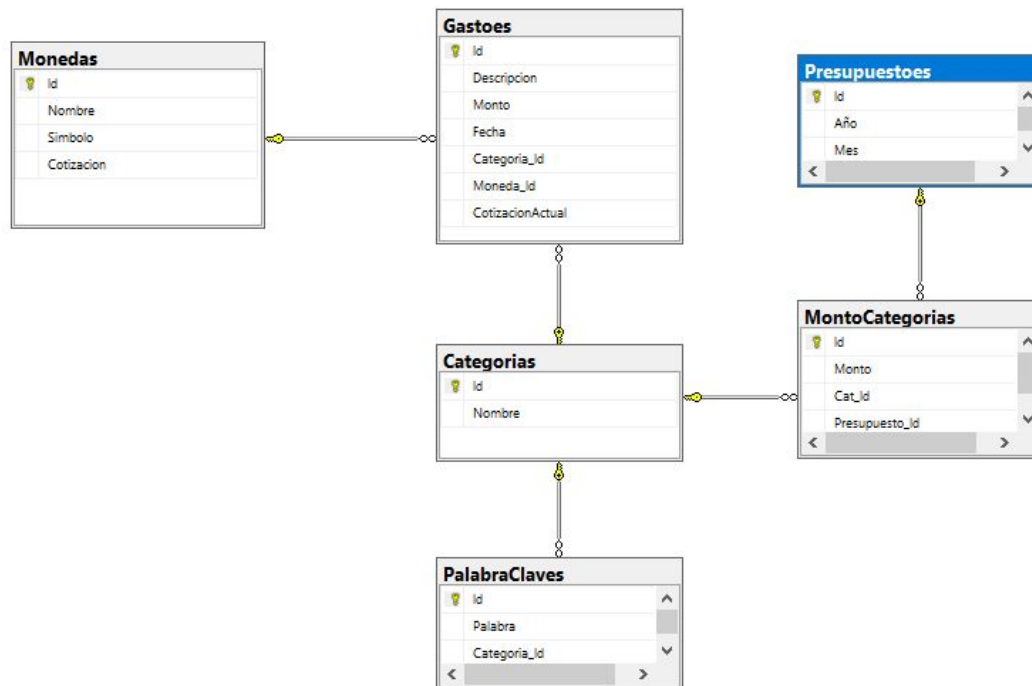 Monedas
Id
Nombre
Simbolo
Cotizacion
Gastoes
Id
Descripcion
Monto
Fecha
Categoria_Id
Moneda_Id
CotizacionActual
Presupuestoes
Id
Año
Mes
Categorias
Id
Nombre
MontoCategorias
Id
Monto
Cat_Id
Presupuesto_Id
PalabraClaves
Id
Palabra
Categoria_Id